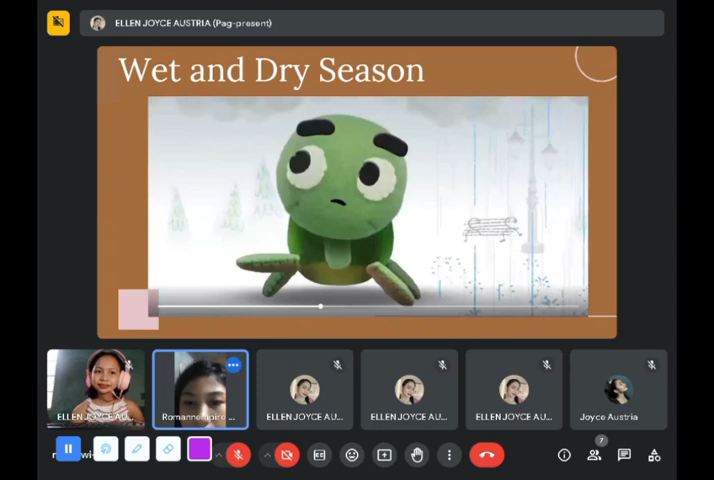 ELLEN JOYCE AUSTRIA (Pag-present)
Wet and Dry Season
ELLEN JOYCE AU...
Romannempire ...
ELLEN JOYCE AU...
ELLEN JOYCE AU...
ELLEN JOYCE AU...
Joyce Austria
7